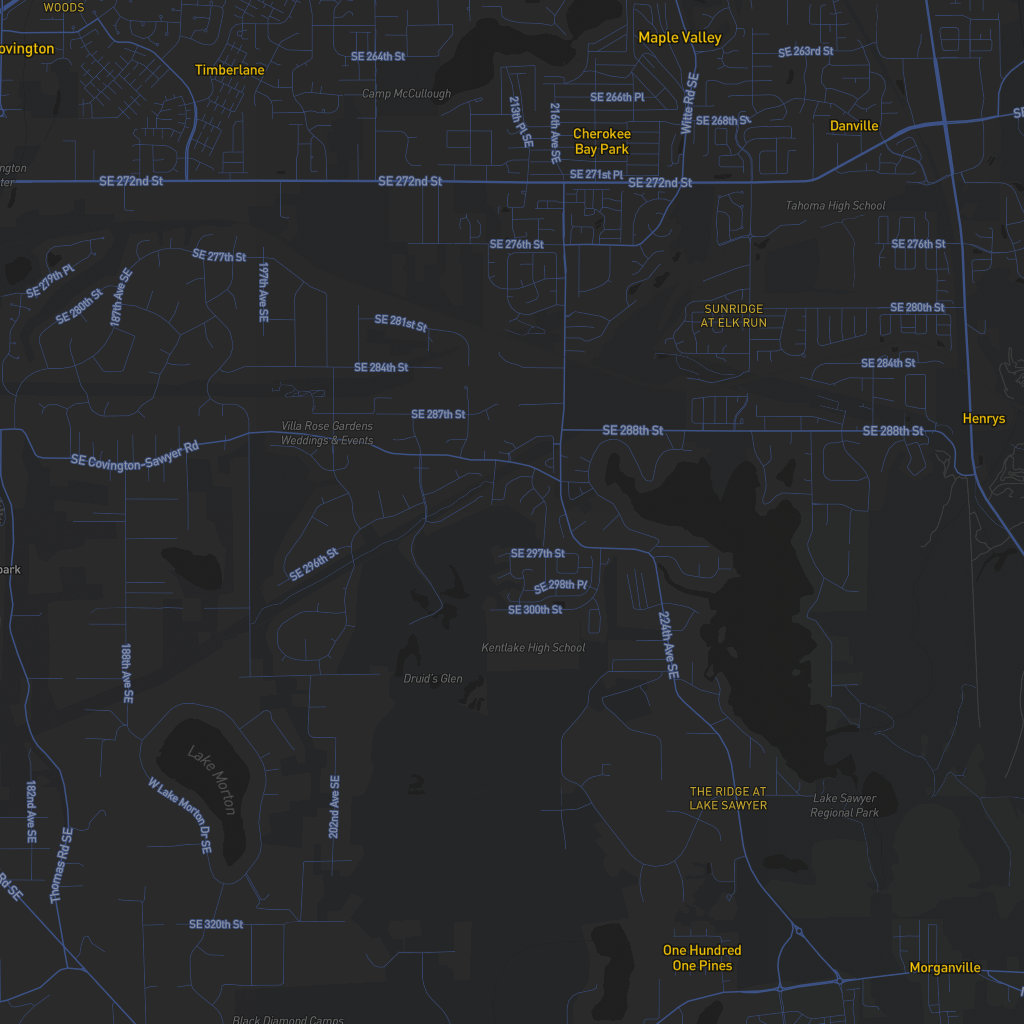 WOODS
ovington
Timberlane
SE 264th St
Camp McCullough
Maple Valley
SE 263rd St
SE 266th Pl
213th Pl SE
216th Ave SE
Witte Rd SE
SE 268th St
Cherokee
Bay Park
Danville
ngton
ter
SE 272nd St
SE 272nd St
SE 271st Pl
SE 272nd St
Tahoma High School
SE 276th St
SE 276th St
SE 277th St
SE 279th Pl
SE 280th St
187th Ave SE
197th Ave SE
SE 281st St
SUNRIDGE
AT ELK RUN
SE 280th St
SE 284th St
SE 284th St
SE 287th St
Villa Rose Gardens
Weddings & Events
Henrys
SE 288th St
SE 288th St
SE Covington-Sawyer Rd
SE 296th St
SE 297th St
SE 298th Pl
SE 300th St
park
188th Ave SE
224th Ave SE
Kentlake High School
Druid's Glen
Lake Morton
W Lake Morton Dr SE
182nd Ave SE
202nd Ave SE
Thomas Rd SE
Rd SE
THE RIDGE AT
LAKE SAWYER
Lake Sawyer
Regional Park
SE 320th St
One Hundred
One Pines
Morganville
Black Diamond Camps